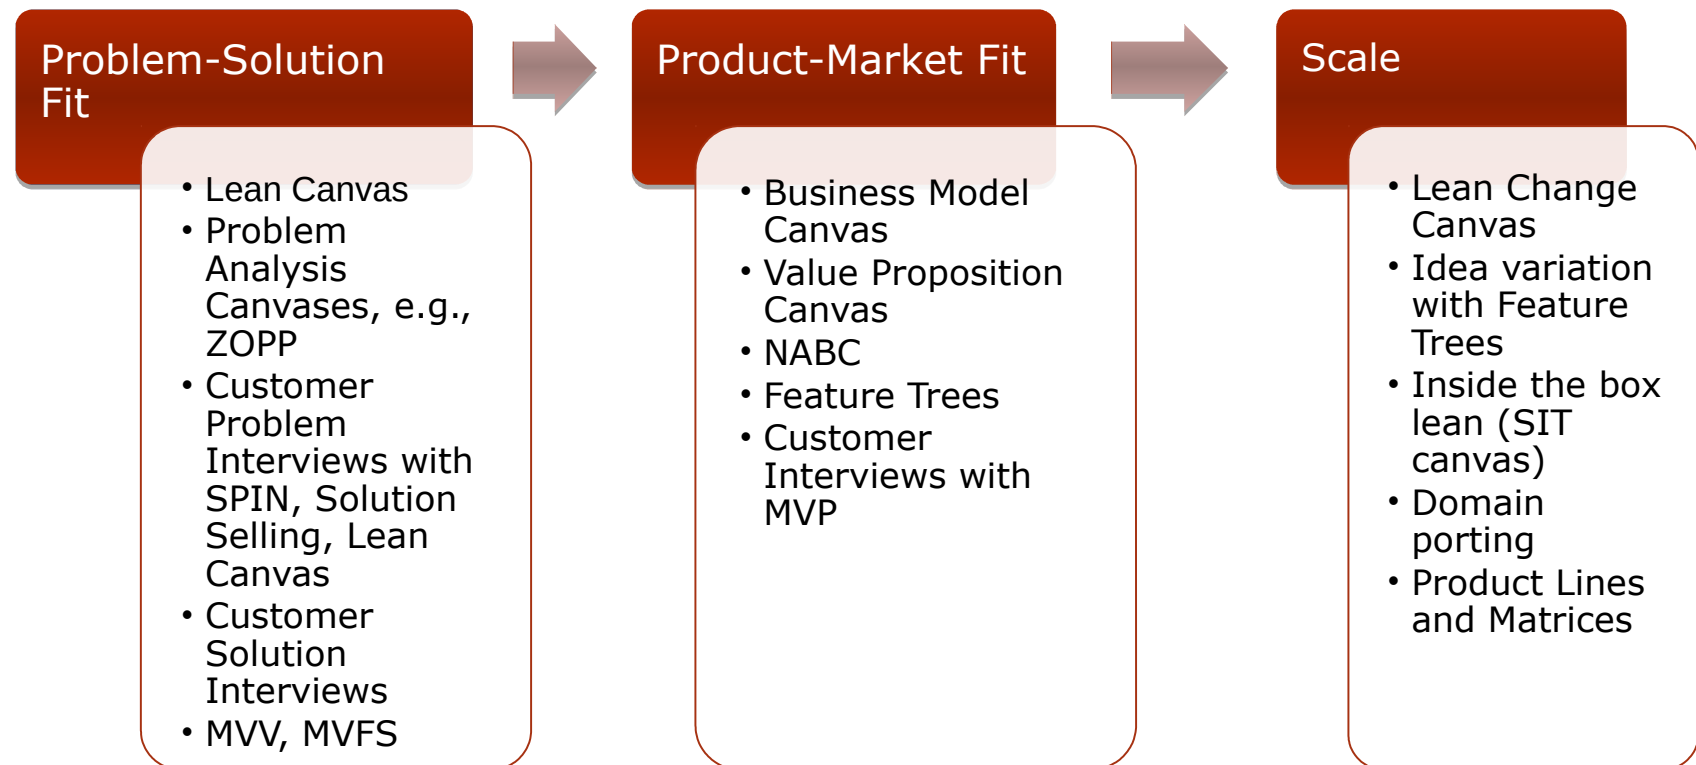 Problem-Solution
Fit
• Lean Canvas
• Problem
Analysis
Canvases, e.g.,
ZOPP
• Customer
Problem
Interviews with
SPIN, Solution
Selling, Lean
Canvas
• Customer
Solution
Interviews
• MVV, MVFS
Product-Market Fit
• Business Model
Canvas
• Value Proposition
Canvas
• NABC
• Feature Trees
• Customer
Interviews with
MVP
Scale
• Lean Change
Canvas
• Idea variation
with Feature
Trees
• Inside the box
lean (SIT
canvas)
• Domain
porting
• Product Lines
and Matrices